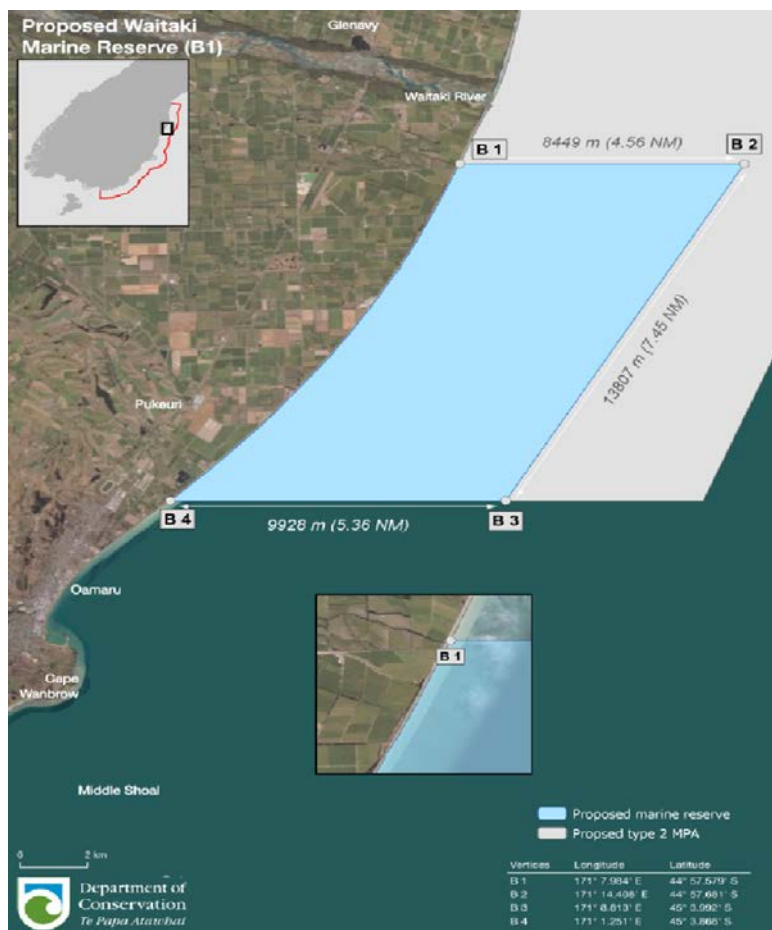 Proposed Waitaki
Marine Reserve (B1)
Glenavy
Waitaki River
8449 m (4.56 NM)
B 1
B 2
13807 m (7.45 NM)
Pukeuri
B 4
9928 m (5.36 NM)
B 3
Oamaru
Cape
Wanbrow
B 1
Middle Shoal
Proposed marine reserve
Propsed type 2 MPA
0 2 km
Department of
Conservation
Te Papa Atawhai
Vertices Longitude Latitude
B 1 171° 7.984' E 44° 57.579' S
B 2 171° 14.408' E 44° 57.681' S
B 3 171° 8.813' E 45° 3.992' S
B 4 171° 1.251' E 45° 3.868' S